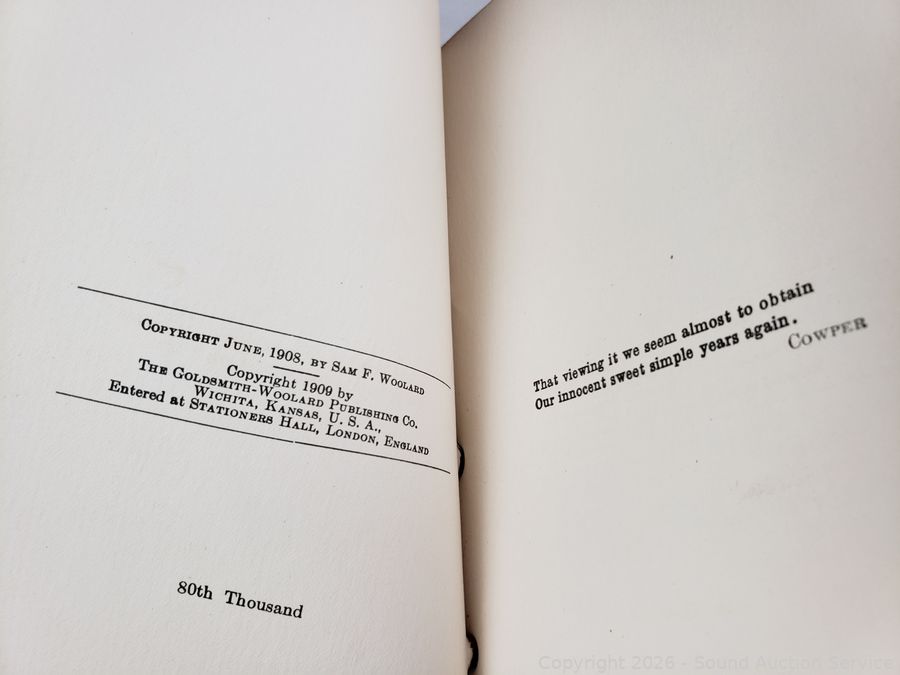 COPYRIGHT JUNE, 1908, BY SAM F. WOOLARD
Copyright 1909 by
THE GOLDSMITH-WOOLARD PUBLISHING CO.
WICHITA, KANSAS, U. S. A.,
Entered at STATIONERS HALL, LONDON, ENGLAND
80th Thousand
That viewing it we seem almost to obtain
Our innocent sweet simple years again.
COWPER
Copyright 2026 - Sound Auction Service